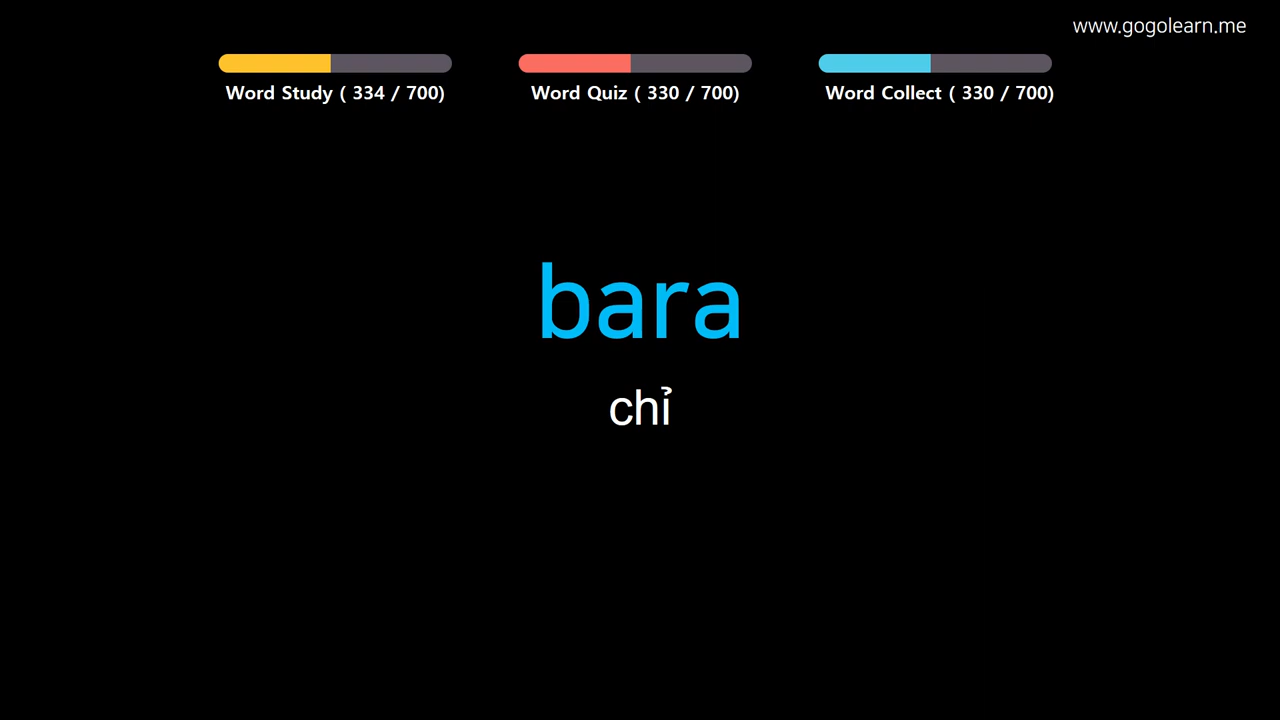 www.gogolearn.me
Word Study ( 334 / 700)
Word Quiz ( 330 / 700)
Word Collect ( 330 / 700)
bara
chỉ